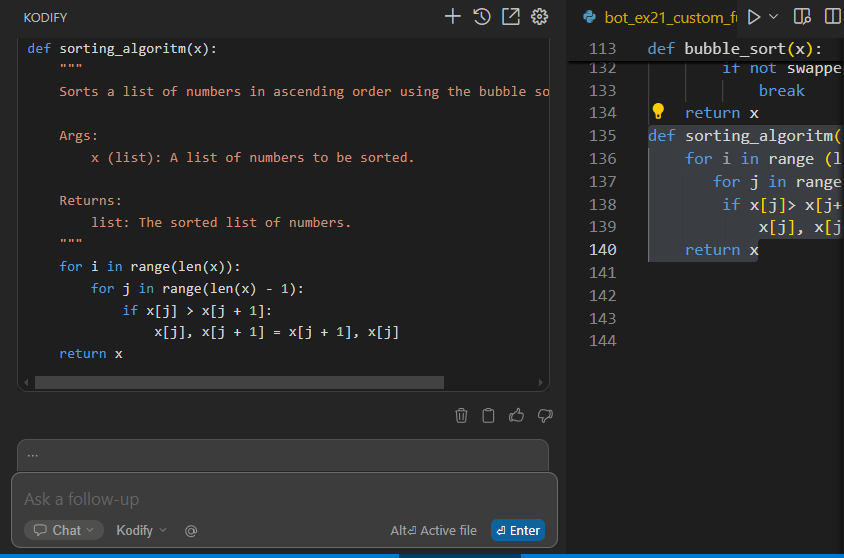 KODIFY
def sorting_algoritm(x):
"""
Sorts a list of numbers in ascending order using the bubble so
Args:
x (list): A list of numbers to be sorted.
Returns:
list: The sorted list of numbers.
"""
for i in range(len(x)):
for j in range(len(x) - 1):
if x[j] > x[j + 1]:
x[j], x[j + 1] = x[j + 1], x[j]
return x
...
Ask a follow-up
Chat
Kodify
@
Alt⏎ Active file
⏎ Enter
bot_ex21_custom_fu
113 def bubble_sort(x):
132 if not swappe
133 break
134 return x
135 def sorting_algoritm(
136 for i in range (l
137 for j in range
138 if x[j]> x[j+
139 x[j], x[j
140 return x
141
142
143
144